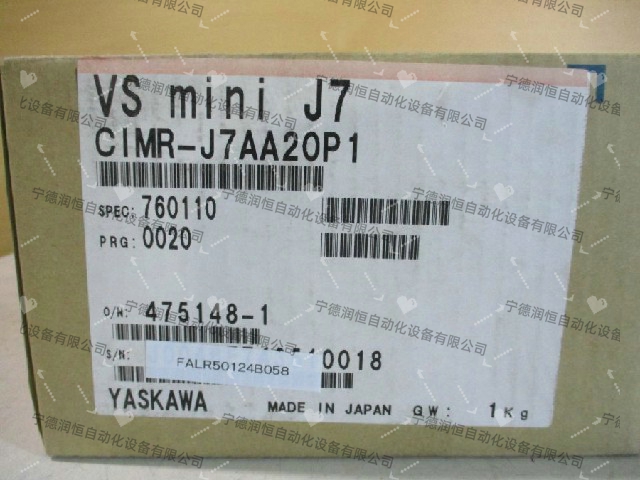 VS mini J7
CIMR-J7AA20P1
SPEC: 760110
PRG: 0020
O/N: 475148-1
S/N: 10018
FALR50124B058
YASKAWA MADE IN JAPAN G.W: 1Kg
宁德润恒自动化设备有限公司